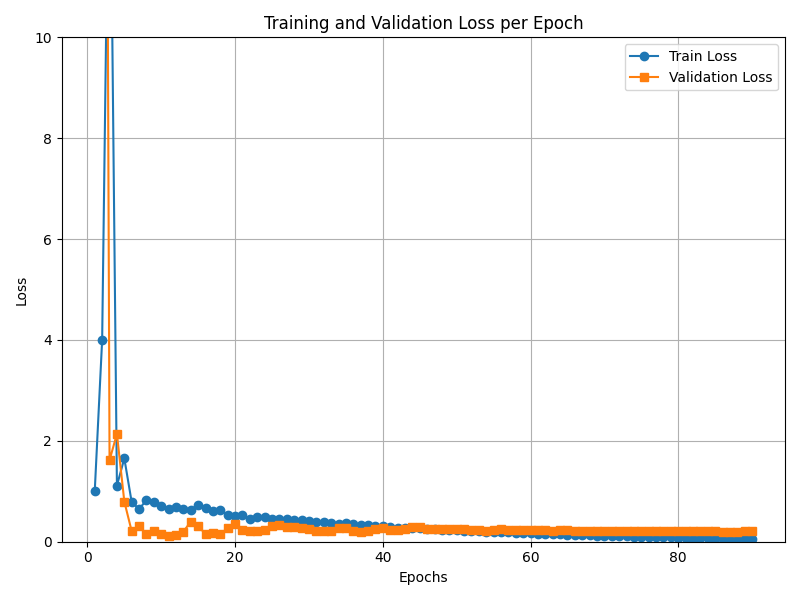 Training and Validation Loss per Epoch
10
Train Loss
Validation Loss
8
6
Loss
4
2
0
0 20 40 60 80
Epochs